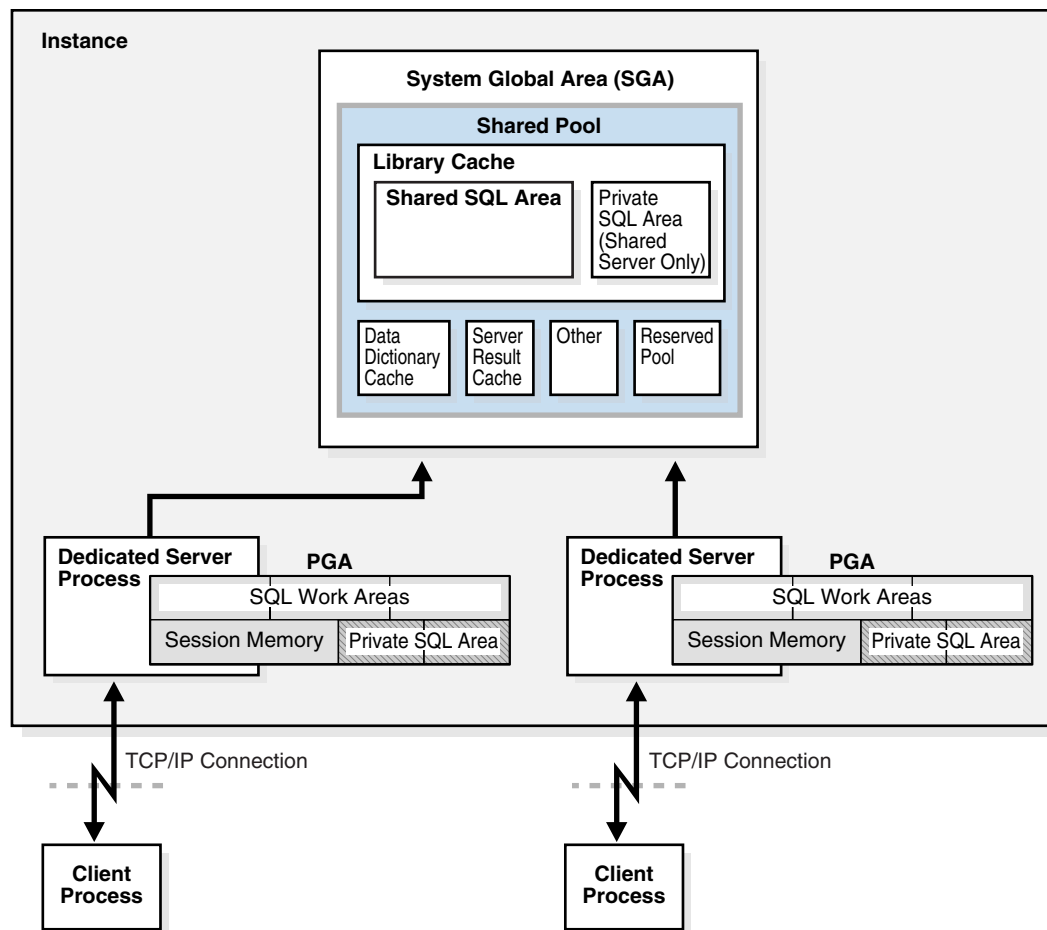 Instance
System Global Area (SGA)
Shared Pool
Library Cache
Shared SQL Area
Private
SQL Area
(Shared
Server Only)
Data
Dictionary
Cache
Server
Result
Cache
Other
Reserved
Pool
Dedicated Server
Process
PGA
SQL Work Areas
Session Memory
Private SQL Area
Dedicated Server
Process
PGA
SQL Work Areas
Session Memory
Private SQL Area
TCP/IP Connection
TCP/IP Connection
Client
Process
Client
Process